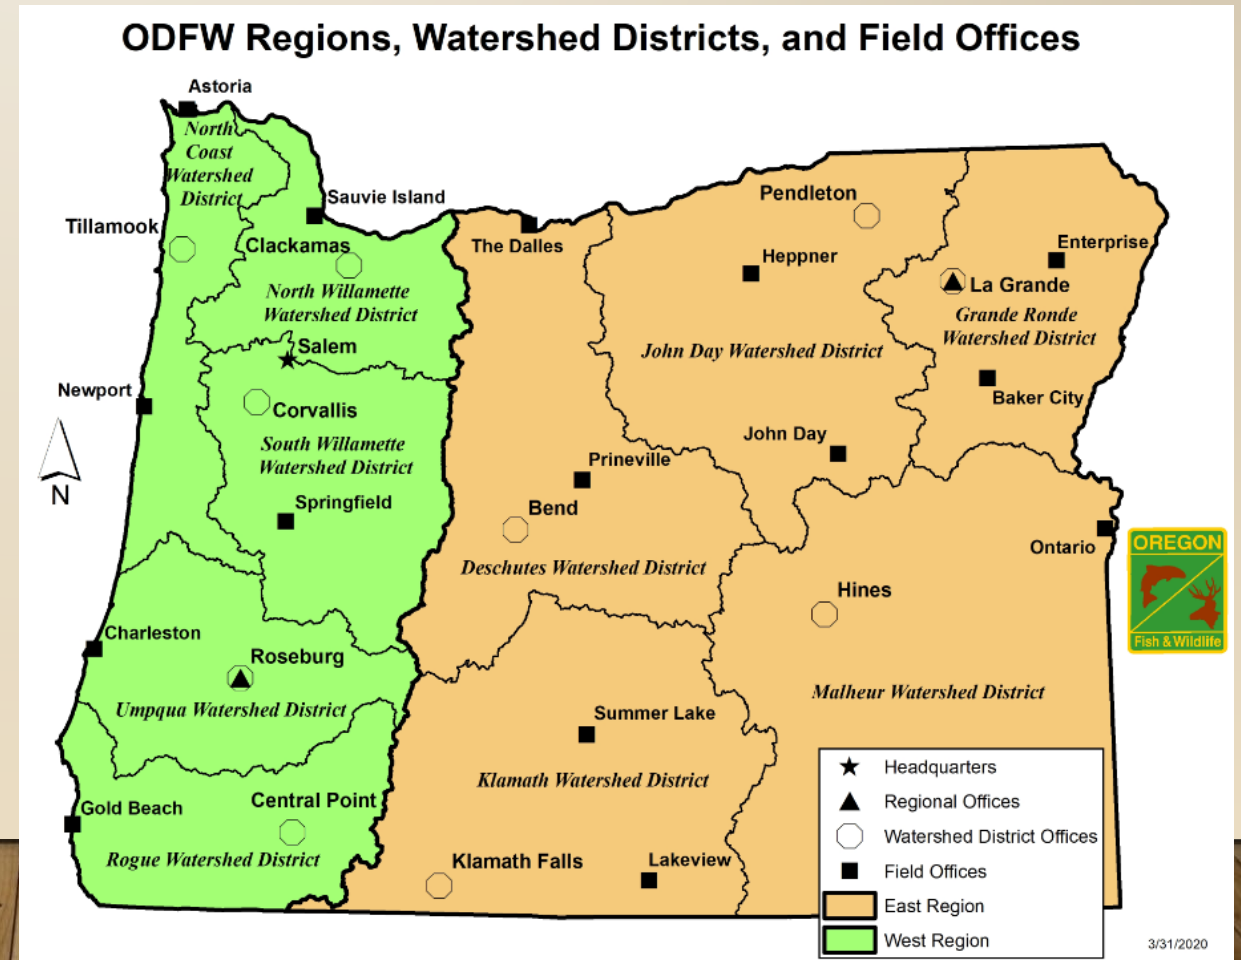 ODFW Regions, Watershed Districts, and Field Offices
Astoria
North
Coast
Watershed
District
Sauvie Island
Tillamook
Clackamas
North Willamette
Watershed District
Salem
Newport
Corvallis
South Willamette
Watershed District
Springfield
N
Charleston
Roseburg
Umpqua Watershed District
Gold Beach
Central Point
Rogue Watershed District
The Dalles
Pendleton
Heppner
John Day Watershed District
John Day
Enterprise
La Grande
Grande Ronde
Watershed District
Baker City
Prineville
Bend
Deschutes Watershed District
Ontario
Hines
Malheur Watershed District
Summer Lake
Klamath Watershed District
Klamath Falls
Lakeview
OREGON
Fish & Wildlife
Headquarters
Regional Offices
Watershed District Offices
Field Offices
East Region
West Region
3/31/2020